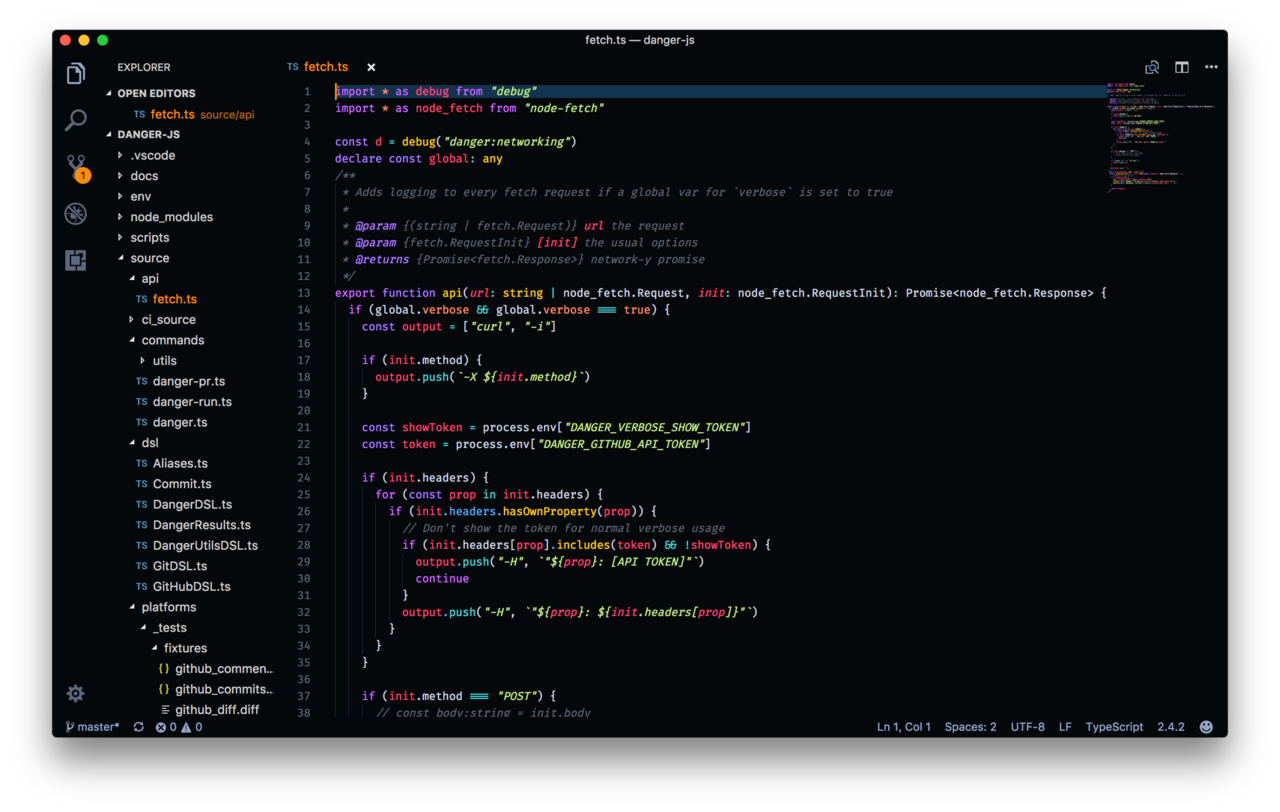 fetch.ts — danger-js
EXPLORER
OPEN EDITORS
TS fetch.ts source/api
DANGER-JS
.vscode
docs
env
node_modules
scripts
source
api
TS fetch.ts
ci_source
commands
utils
TS danger-pr.ts
TS danger-run.ts
TS danger.ts
dsl
TS Aliases.ts
TS Commit.ts
TS DangerDSL.ts
TS DangerResults.ts
TS DangerUtilsDSL.ts
TS GitDSL.ts
TS GitHubDSL.ts
platforms
_tests
fixtures
{} github_commen...
{} github_commits...
github_diff.diff
1
TS fetch.ts ×
1 import * as debug from "debug"
2 import * as node_fetch from "node-fetch"
3
4 const d = debug("danger:networking")
5 declare const global: any
6 /**
7 * Adds logging to every fetch request if a global var for `verbose` is set to true
8 *
9 * @param {(string | fetch.Request)} url the request
10 * @param {fetch.RequestInit} [init] the usual options
11 * @returns {Promise<fetch.Response>} network-y promise
12 */
13 export function api(url: string | node_fetch.Request, init: node_fetch.RequestInit): Promise<node_fetch.Response> {
14 if (global.verbose && global.verbose === true) {
15 const output = ["curl", "-i"]
16
17 if (init.method) {
18 output.push(`-X ${init.method}`)
19 }
20
21 const showToken = process.env["DANGER_VERBOSE_SHOW_TOKEN"]
22 const token = process.env["DANGER_GITHUB_API_TOKEN"]
23
24 if (init.headers) {
25 for (const prop in init.headers) {
26 if (init.headers.hasOwnProperty(prop)) {
27 // Don't show the token for normal verbose usage
28 if (init.headers[prop].includes(token) && !showToken) {
29 output.push("-H", `"${prop}: [API TOKEN]"`)
30 continue
31 }
32 output.push("-H", `"${prop}: ${init.headers[prop]}"`)
33 }
34 }
35 }
36
37 if (init.method === "POST") {
38 // const body:string = init.body
master* 0 0
Ln 1, Col 1 Spaces: 2 UTF-8 LF TypeScript 2.4.2